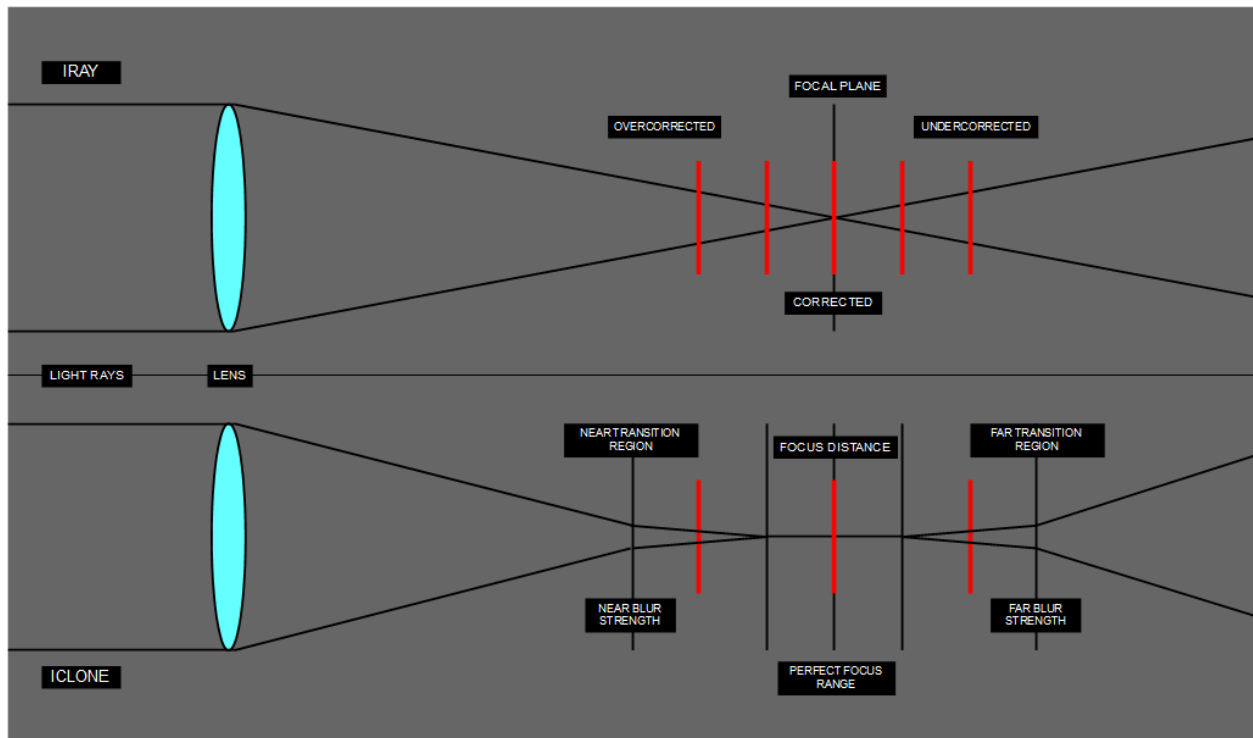 IRAY
FOCAL PLANE
OVERCORRECTED
UNDERCORRECTED
CORRECTED
LIGHT RAYS
LENS
NEAR TRANSITION
REGION
FOCUS DISTANCE
FAR TRANSITION
REGION
NEAR BLUR
STRENGTH
FAR BLUR
STRENGTH
PERFECT FOCUS
RANGE
ICLONE